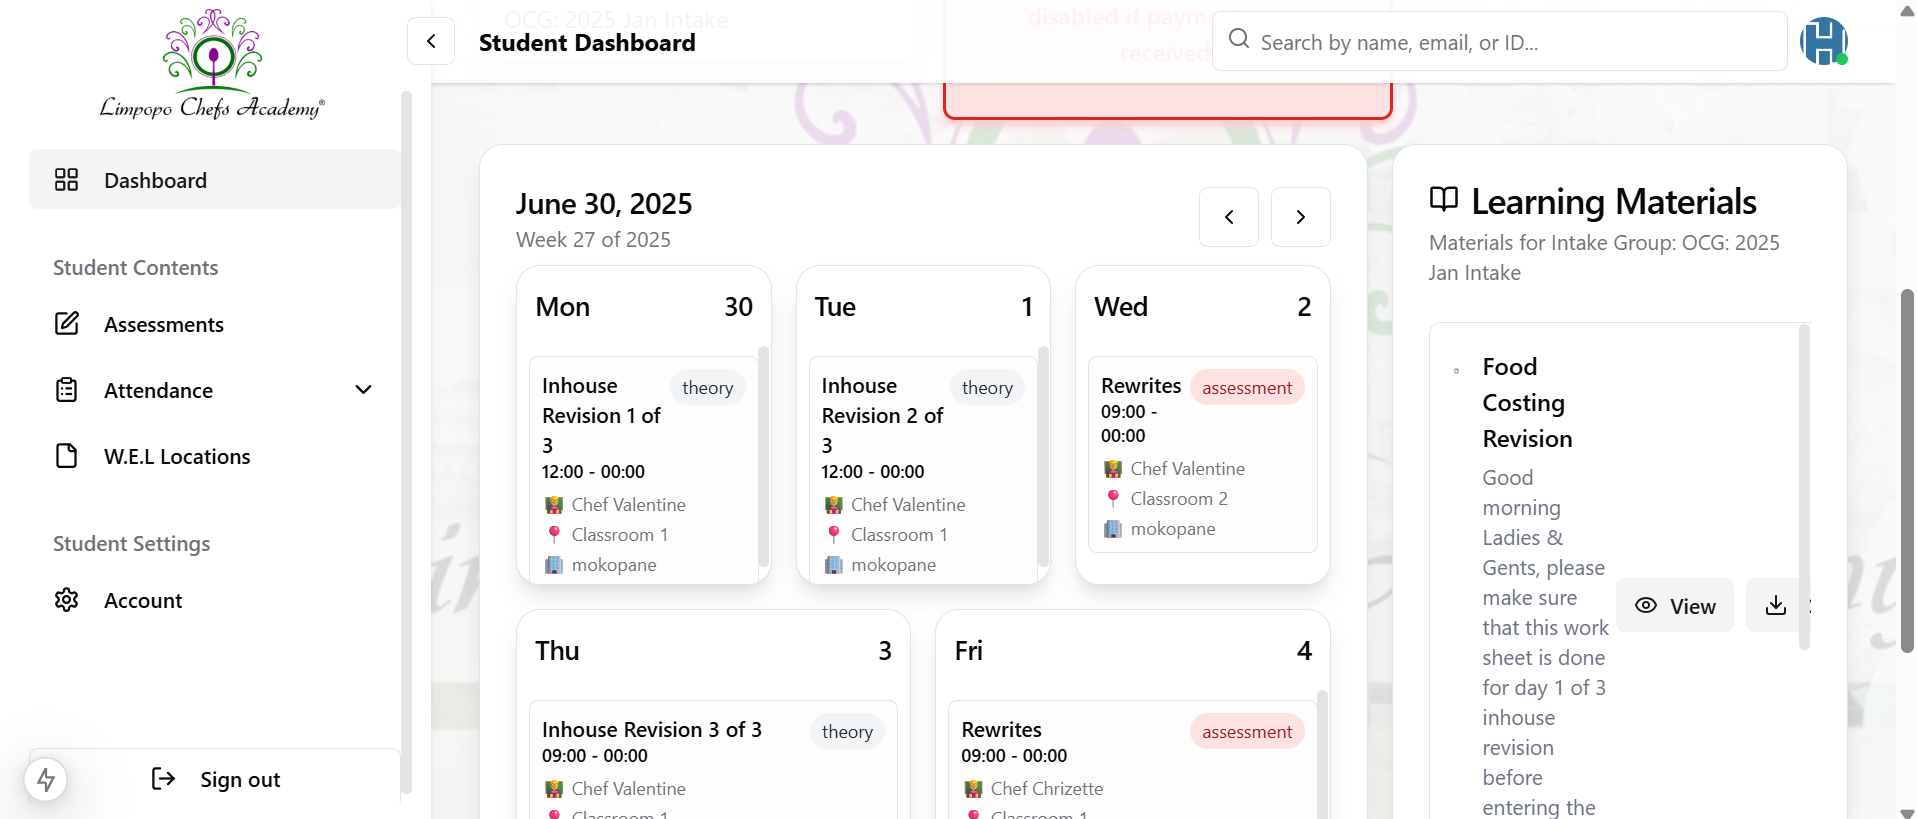 Limpopo Chefs Academy®
Dashboard
Student Contents
Assessments
Attendance
W.E.L Locations
Student Settings
Account
Sign out
OCG: 2025 Jan Intake
Student Dashboard
disabled if payment
received
Search by name, email, or ID...
June 30, 2025
Week 27 of 2025
Mon 30
Inhouse Revision 1 of 3
theory
12:00 - 00:00
Chef Valentine
Classroom 1
mokopane
Tue 1
Inhouse Revision 2 of 3
theory
12:00 - 00:00
Chef Valentine
Classroom 1
mokopane
Wed 2
Rewrites
assessment
09:00 - 00:00
Chef Valentine
Classroom 2
mokopane
Thu 3
Inhouse Revision 3 of 3
theory
09:00 - 00:00
Chef Valentine
Classroom 1
Fri 4
Rewrites
assessment
09:00 - 00:00
Chef Chrizette
Classroom 1
Learning Materials
Materials for Intake Group: OCG: 2025
Jan Intake
Food
Costing
Revision
Good
morning
Ladies &
Gents, please
make sure
that this work
sheet is done
for day 1 of 3
inhouse
revision
before
entering the
View